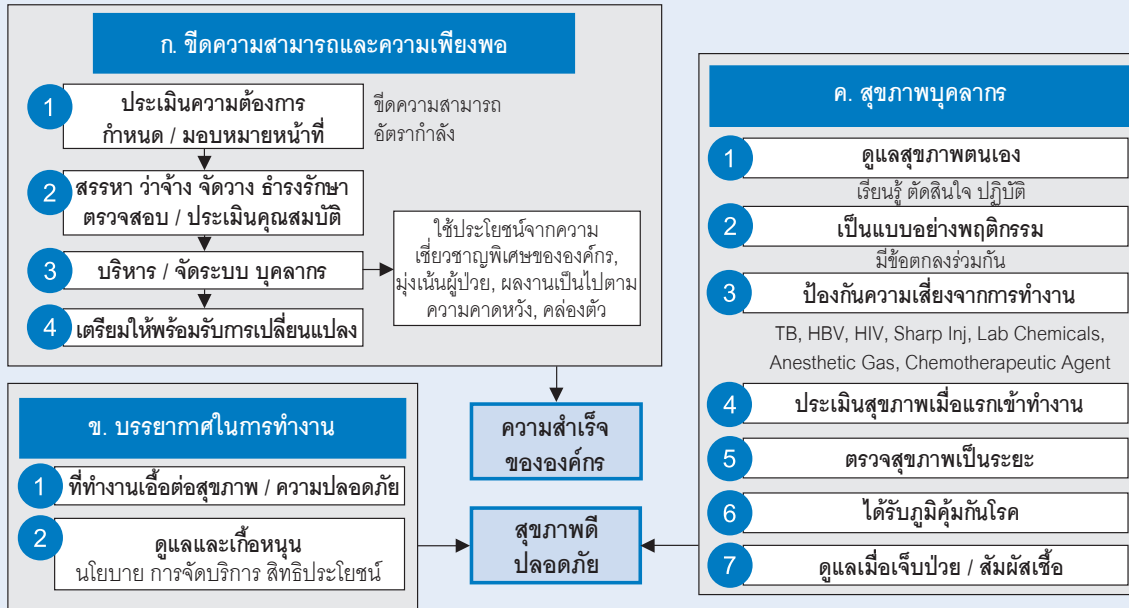 ก. ขีดความสามารถและความเพียงพอ
1
ประเมินความต้องการ
กำหนด / มอบหมายหน้าที่
ขีดความสามารถ
อัตรากำลัง
2
สรรหา ว่าจ้าง จัดวาง ธำรงรักษา
ตรวจสอบ / ประเมินคุณสมบัติ
3
บริหาร / จัดระบบ บุคลากร
ใช้ประโยชน์จากความ
เชี่ยวชาญพิเศษขององค์กร,
มุ่งเน้นผู้ป่วย, ผลงานเป็นไปตาม
ความคาดหวัง, คล่องตัว
4
เตรียมให้พร้อมรับการเปลี่ยนแปลง
ข. บรรยากาศในการทำงาน
1
ที่ทำงานเอื้อต่อสุขภาพ / ความปลอดภัย
2
ดูแลและเกื้อหนุน
นโยบาย การจัดบริการ สิทธิประโยชน์
ความสำเร็จ
ขององค์กร
สุขภาพดี
ปลอดภัย
ค. สุขภาพบุคลากร
1
ดูแลสุขภาพตนเอง
เรียนรู้ ตัดสินใจ ปฏิบัติ
2
เป็นแบบอย่างพฤติกรรม
มีข้อตกลงร่วมกัน
3
ป้องกันความเสี่ยงจากการทำงาน
TB, HBV, HIV, Sharp Inj, Lab Chemicals,
Anesthetic Gas, Chemotherapeutic Agent
4
ประเมินสุขภาพเมื่อแรกเข้าทำงาน
5
ตรวจสุขภาพเป็นระยะ
6
ได้รับภูมิคุ้มกันโรค
7
ดูแลเมื่อเจ็บป่วย / สัมผัสเชื้อ